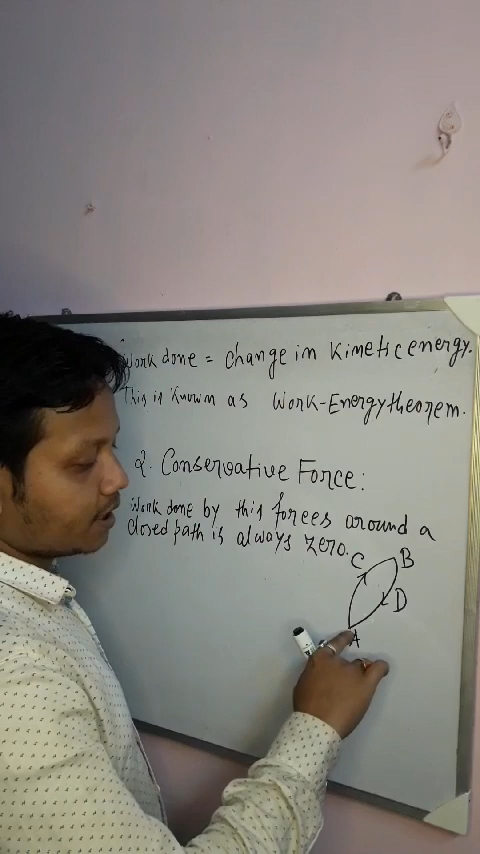 Work done = change in Kinetic energy.
This is Known as Work-Energy theorem.
2. Conservative Force:
Work done by this forces around a
closed path is always zero.
C B
D
A